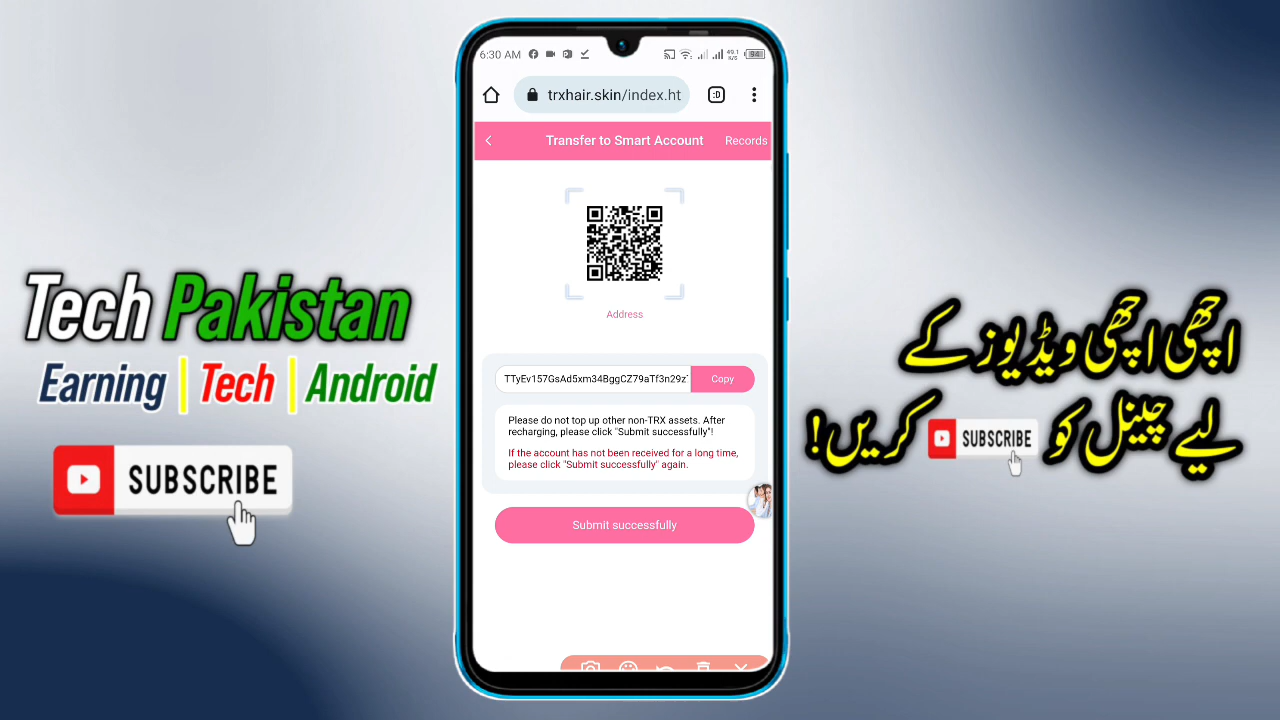 6:30 AM
49.1
K/S
94
trxhair.skin/index.ht
:D
Transfer to Smart Account
Records
Address
TTyEv157GsAd5xm34BggCZ79aTf3n29z
Copy
Please do not top up other non-TRX assets. After
recharging, please click "Submit successfully"!
If the account has not been received for a long time,
please click "Submit successfully" again.
Submit successfully
Tech Pakistan
Earning | Tech | Android
SUBSCRIBE
اچھی اچھی ویڈیوز کے
لیے چینل کو SUBSCRIBE کریں!